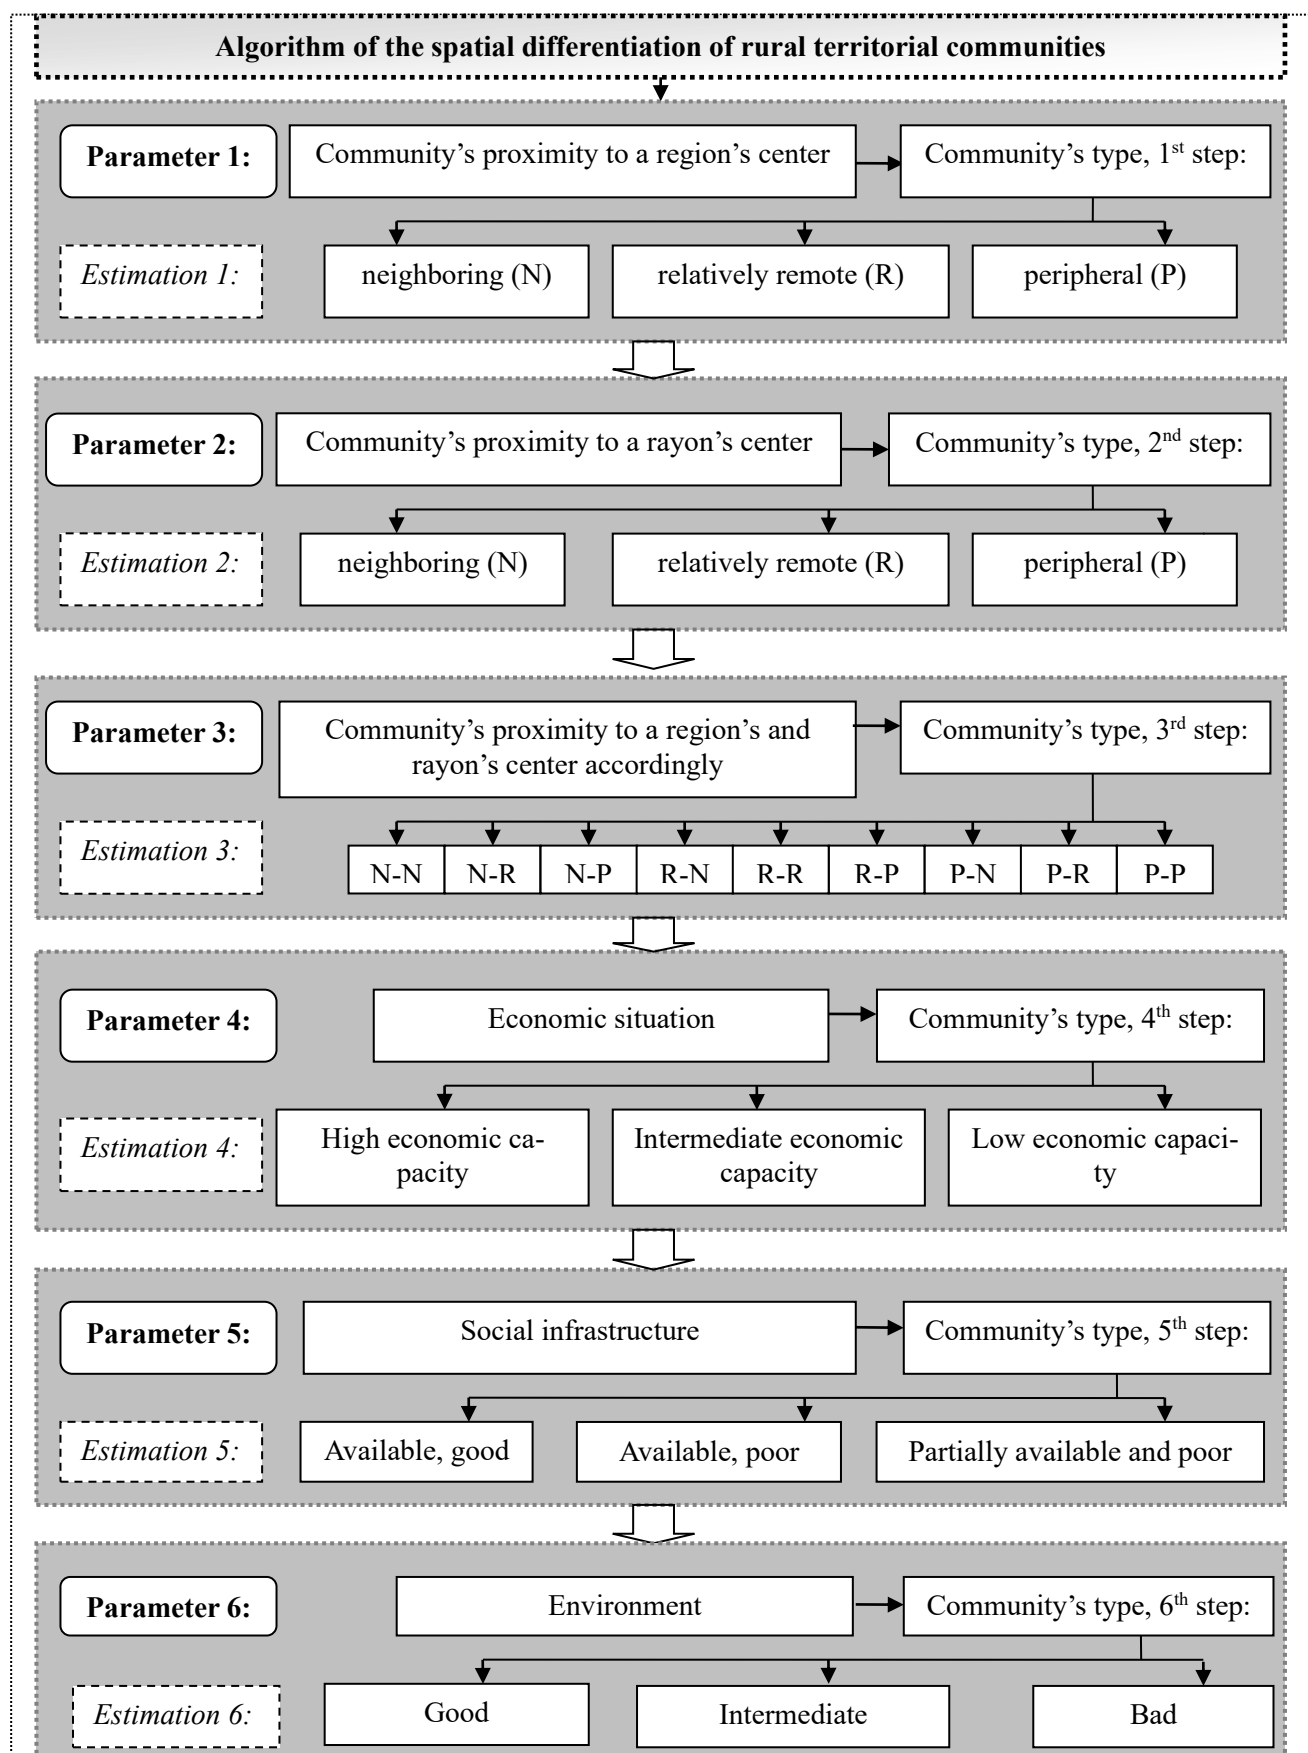 Algorithm of the spatial differentiation of rural territorial communities
Parameter 1:
Community’s proximity to a region’s center
Community’s type, 1st step:
Estimation 1:
neighboring (N)
relatively remote (R)
peripheral (P)
Parameter 2:
Community’s proximity to a rayon’s center
Community’s type, 2nd step:
Estimation 2:
neighboring (N)
relatively remote (R)
peripheral (P)
Parameter 3:
Community’s proximity to a region’s and
rayon’s center accordingly
Community’s type, 3rd step:
Estimation 3:
N-N
N-R
N-P
R-N
R-R
R-P
P-N
P-R
P-P
Parameter 4:
Economic situation
Community’s type, 4th step:
Estimation 4:
High economic ca-
pacity
Intermediate economic
capacity
Low economic capaci-
ty
Parameter 5:
Social infrastructure
Community’s type, 5th step:
Estimation 5:
Available, good
Available, poor
Partially available and poor
Parameter 6:
Environment
Community’s type, 6th step:
Estimation 6:
Good
Intermediate
Bad